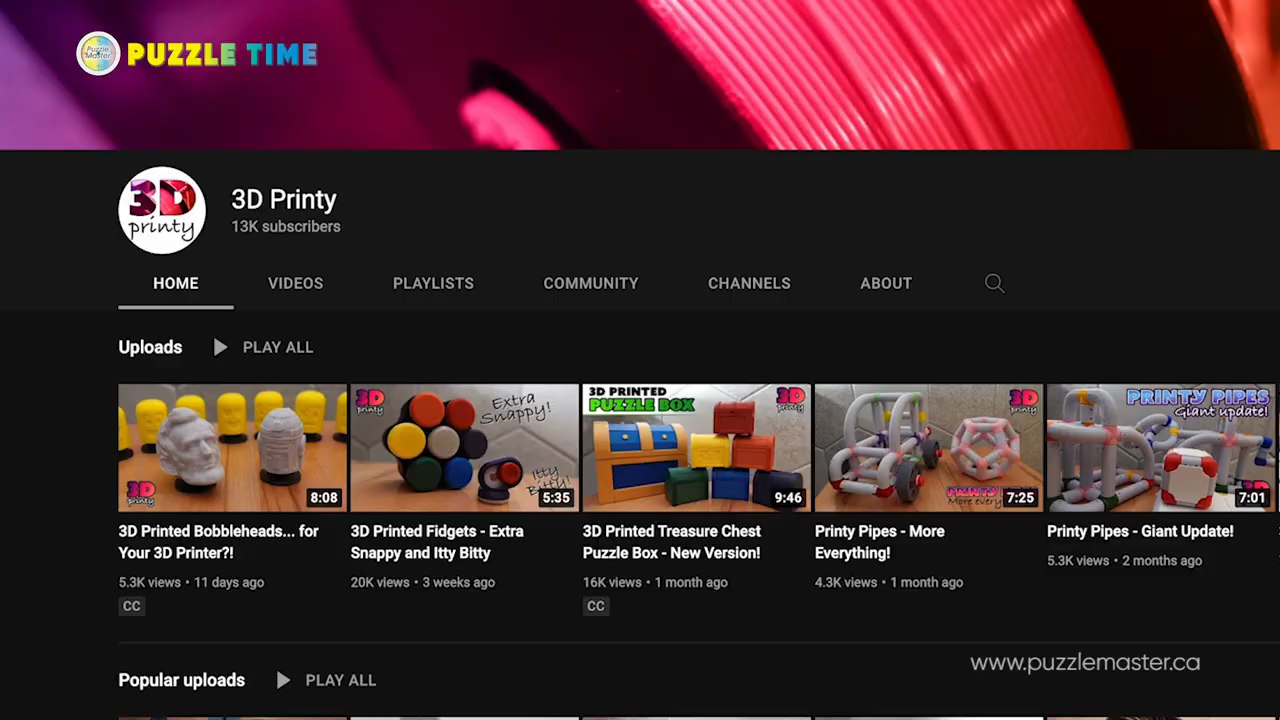 Puzzle
Master
PUZZLE TIME
3D
printy
3D Printy
13K subscribers
HOME
VIDEOS
PLAYLISTS
COMMUNITY
CHANNELS
ABOUT
Uploads
PLAY ALL
3D
printy
8:08
3D
printy
Extra
Snappy!
Itty
Bitty!
5:35
3D PRINTED
PUZZLE BOX
3D
printy
9:46
3D
printy
More
7:25
PRINTY PIPES
Giant update!
7:01
3D Printed Bobbleheads... for
Your 3D Printer?!
5.3K views • 11 days ago
CC
3D Printed Fidgets - Extra
Snappy and Itty Bitty
20K views • 3 weeks ago
3D Printed Treasure Chest
Puzzle Box - New Version!
16K views • 1 month ago
CC
Printy Pipes - More
Everything!
4.3K views • 1 month ago
Printy Pipes - Giant Update!
5.3K views • 2 months ago
www.puzzlemaster.ca
Popular uploads
PLAY ALL